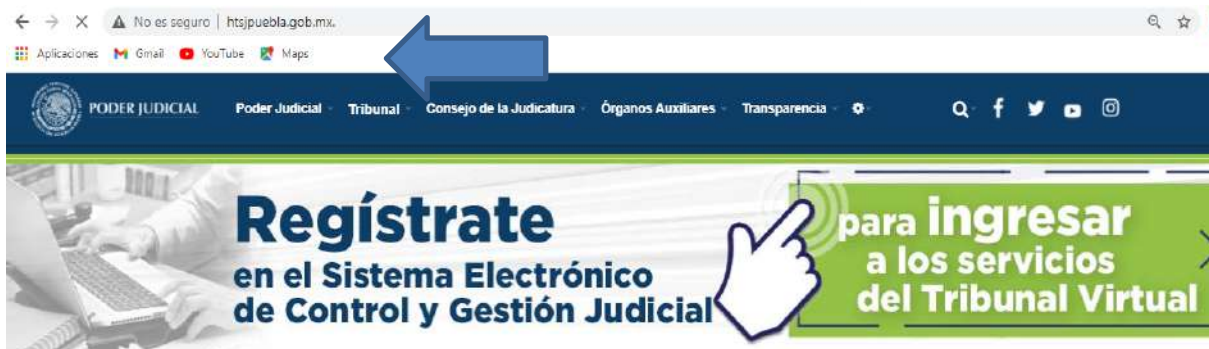 No es seguro | htsjpuebla.gob.mx.
Aplicaciones Gmail YouTube Maps
PODER JUDICIAL Poder Judicial Tribunal Consejo de la Judicatura Órganos Auxiliares Transparencia
Regístrate
en el Sistema Electrónico
de Control y Gestión Judicial
para ingresar
a los servicios
del Tribunal Virtual